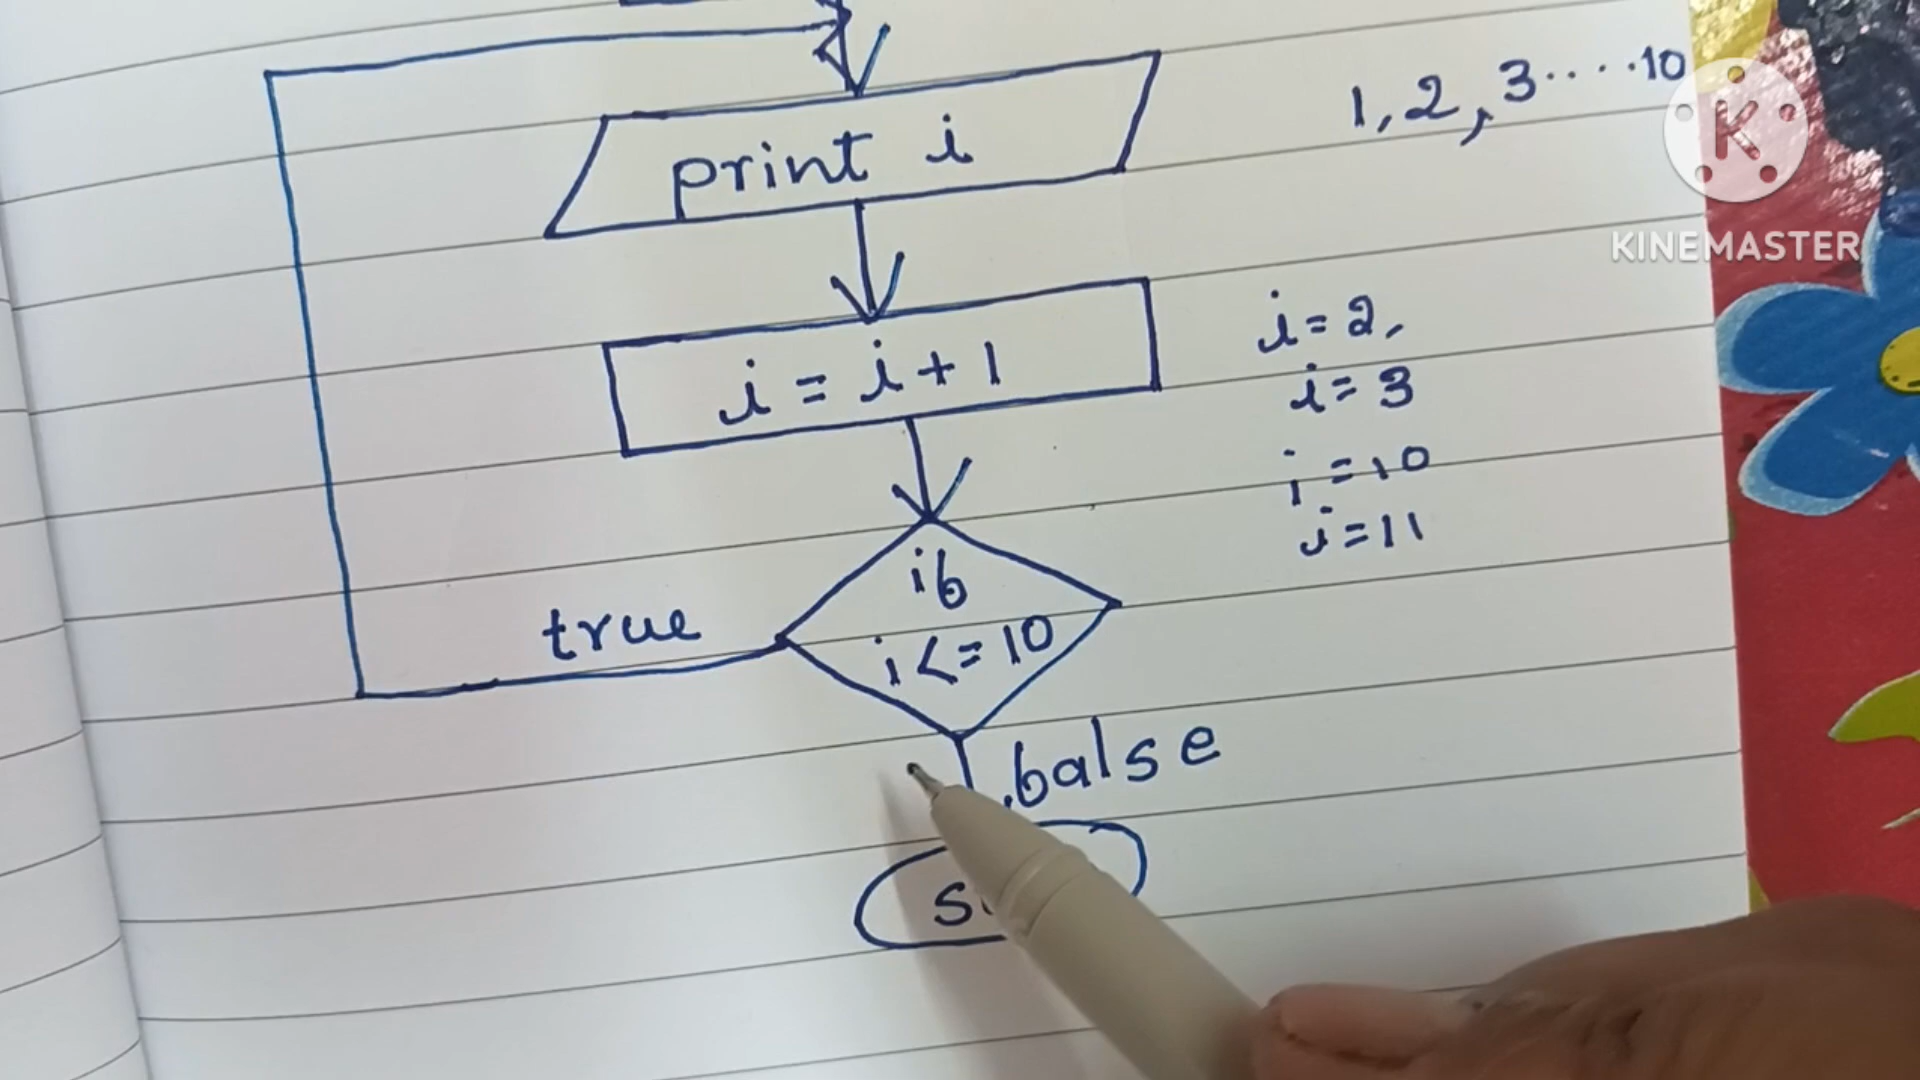 print i
1, 2, 3.....10
K
KINEMASTER
i = i + 1
i = 2,
i = 3
i = 10
i = 11
if
i <= 10
true
false